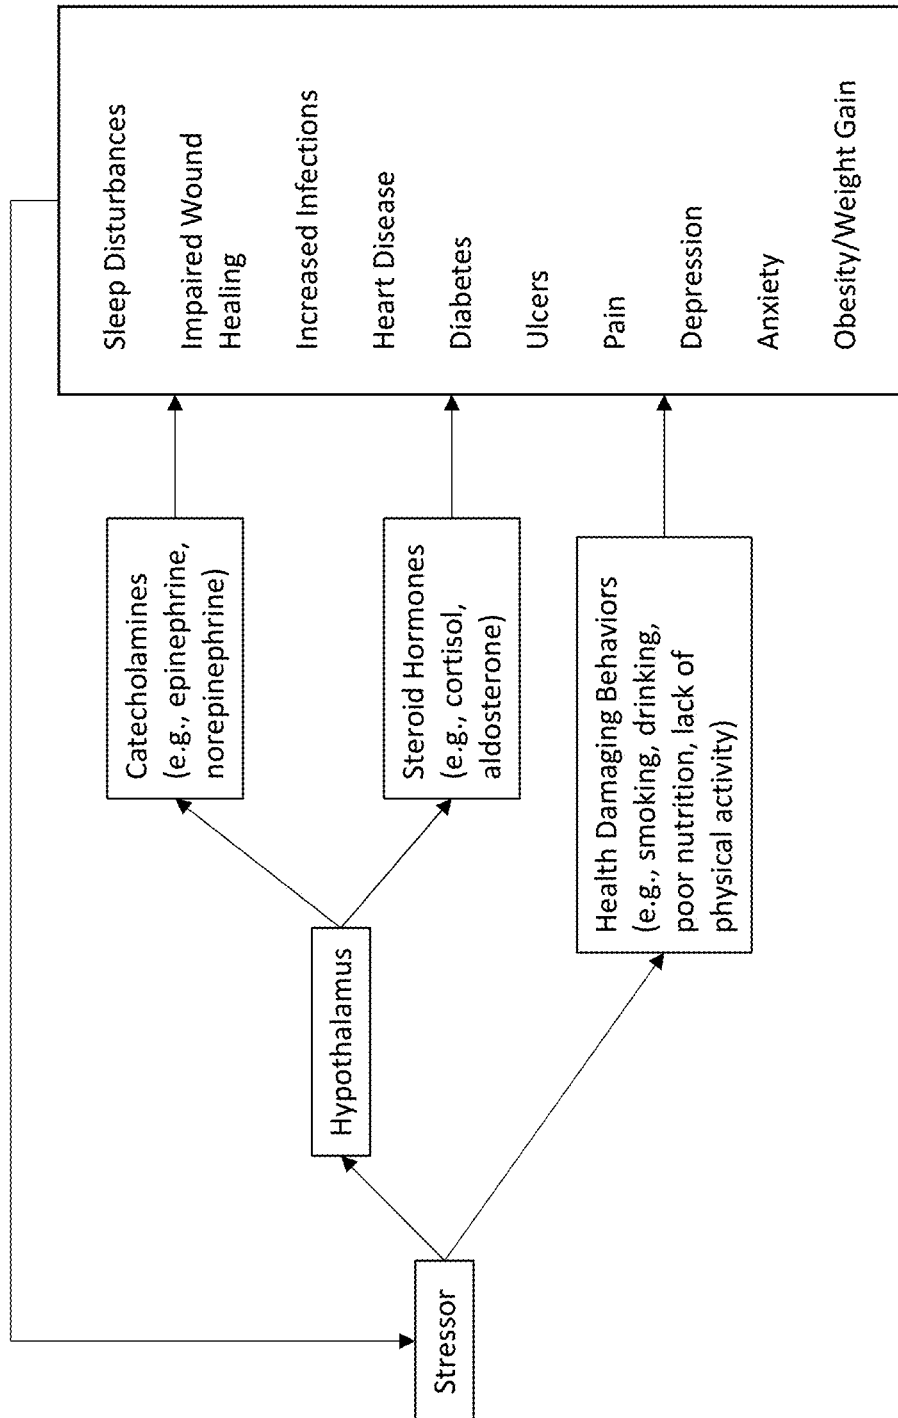 Stressor
Hypothalamus
Catecholamines
(e.g., epinephrine,
norepinephrine)
Steroid Hormones
(e.g., cortisol,
aldosterone)
Health Damaging Behaviors
(e.g., smoking, drinking,
poor nutrition, lack of
physical activity)
Sleep Disturbances
Impaired Wound
Healing
Increased Infections
Heart Disease
Diabetes
Ulcers
Pain
Depression
Anxiety
Obesity/Weight Gain